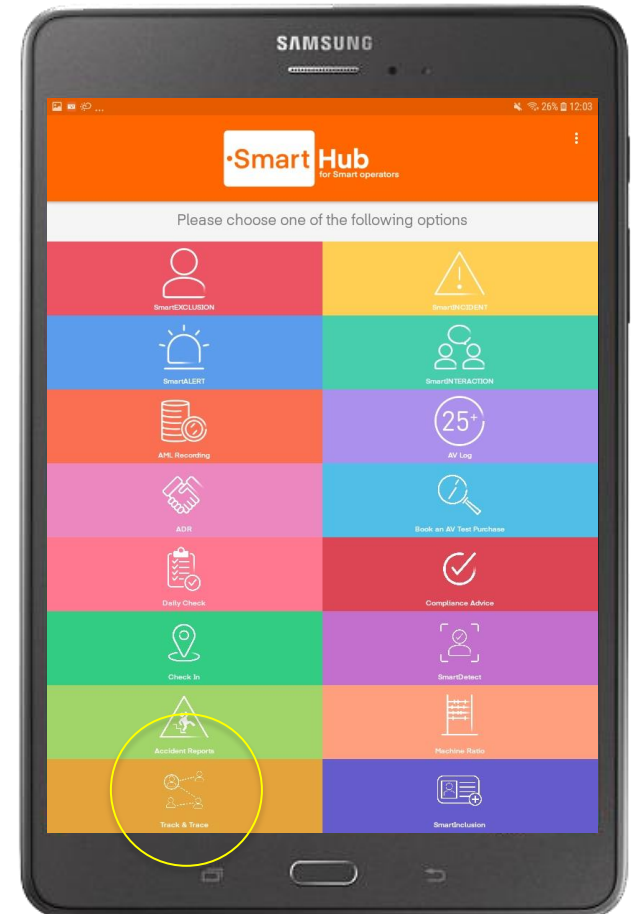 SAMSUNG
26% 12:03
·Smart Hub
for Smart operators
Please choose one of the following options
SmartEXCLUSION
SmartINCIDENT
SmartALERT
SmartINTERACTION
25+
AML Recording
AV Log
ADR
Book an AV Test Purchase
Daily Check
Compliance Advice
Check In
SmartDetect
Accident Reports
Machine Ratio
Track & Trace
SmartInclusion